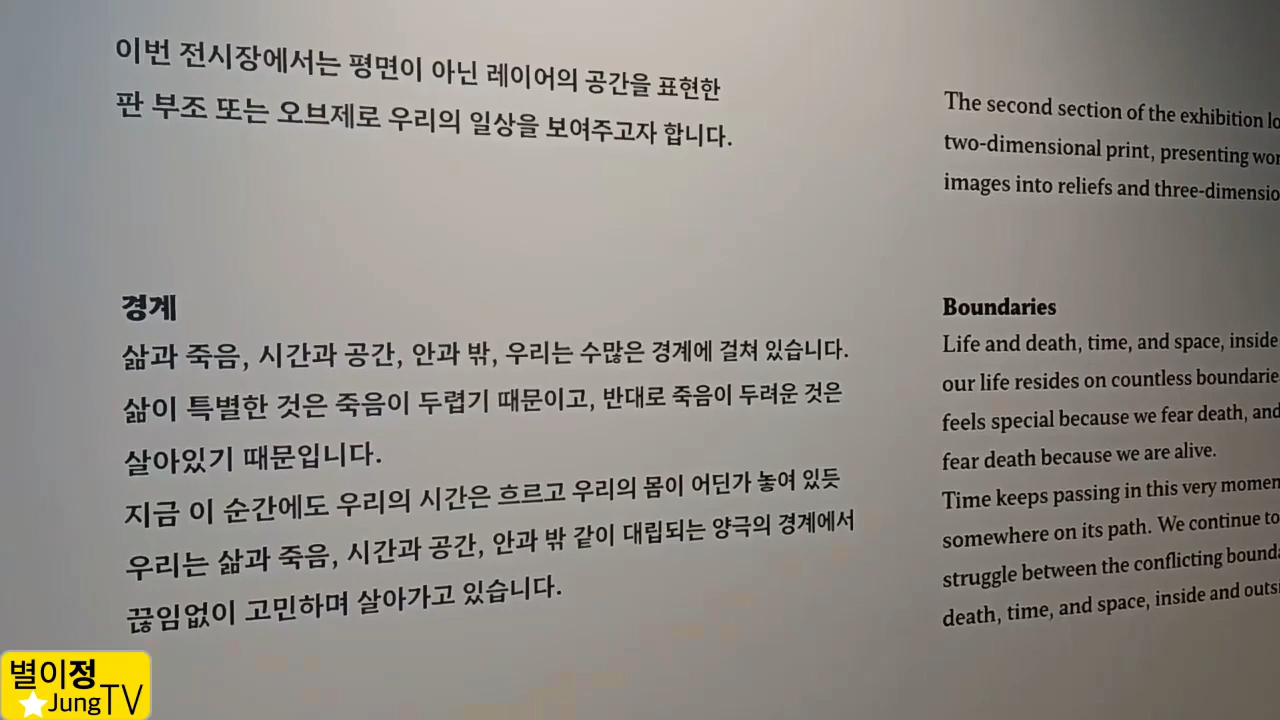 이번 전시장에서는 평면이 아닌 레이어의 공간을 표현한
판 부조 또는 오브제로 우리의 일상을 보여주고자 합니다.
경계
삶과 죽음, 시간과 공간, 안과 밖, 우리는 수많은 경계에 걸쳐 있습니다.
삶이 특별한 것은 죽음이 두렵기 때문이고, 반대로 죽음이 두려운 것은
살아있기 때문입니다.
지금 이 순간에도 우리의 시간은 흐르고 우리의 몸이 어딘가 놓여 있듯
우리는 삶과 죽음, 시간과 공간, 안과 밖 같이 대립되는 양극의 경계에서
끊임없이 고민하며 살아가고 있습니다.
The second section of the exhibition
two-dimensional print, presenting
images into reliefs and
Boundaries
Life and death, time, and space, inside
our life resides on countless
feels special because we fear death, and
fear death because we are alive.
Time keeps passing in this very
somewhere on its path. We continue to
struggle between the conflicting
death, time, and space, inside and
별이정
JungTV